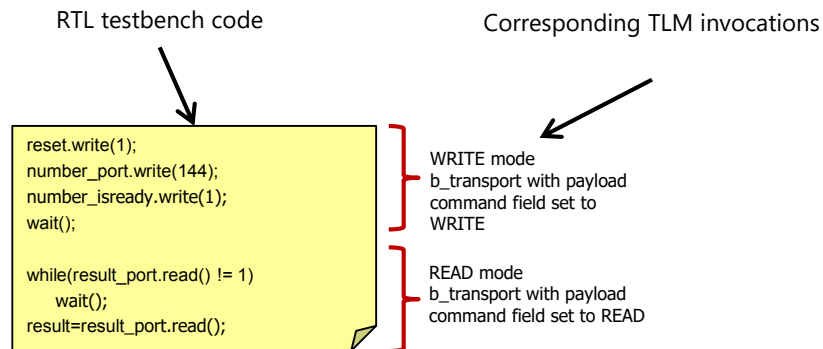 RTL testbench code
Corresponding TLM invocations
reset.write(1);
number_port.write(144);
number_isready.write(1);
wait();
while(result_port.read() != 1)
wait();
result=result_port.read();
WRITE mode
b_transport with payload
command field set to
WRITE
READ mode
b_transport with payload
command field set to READ